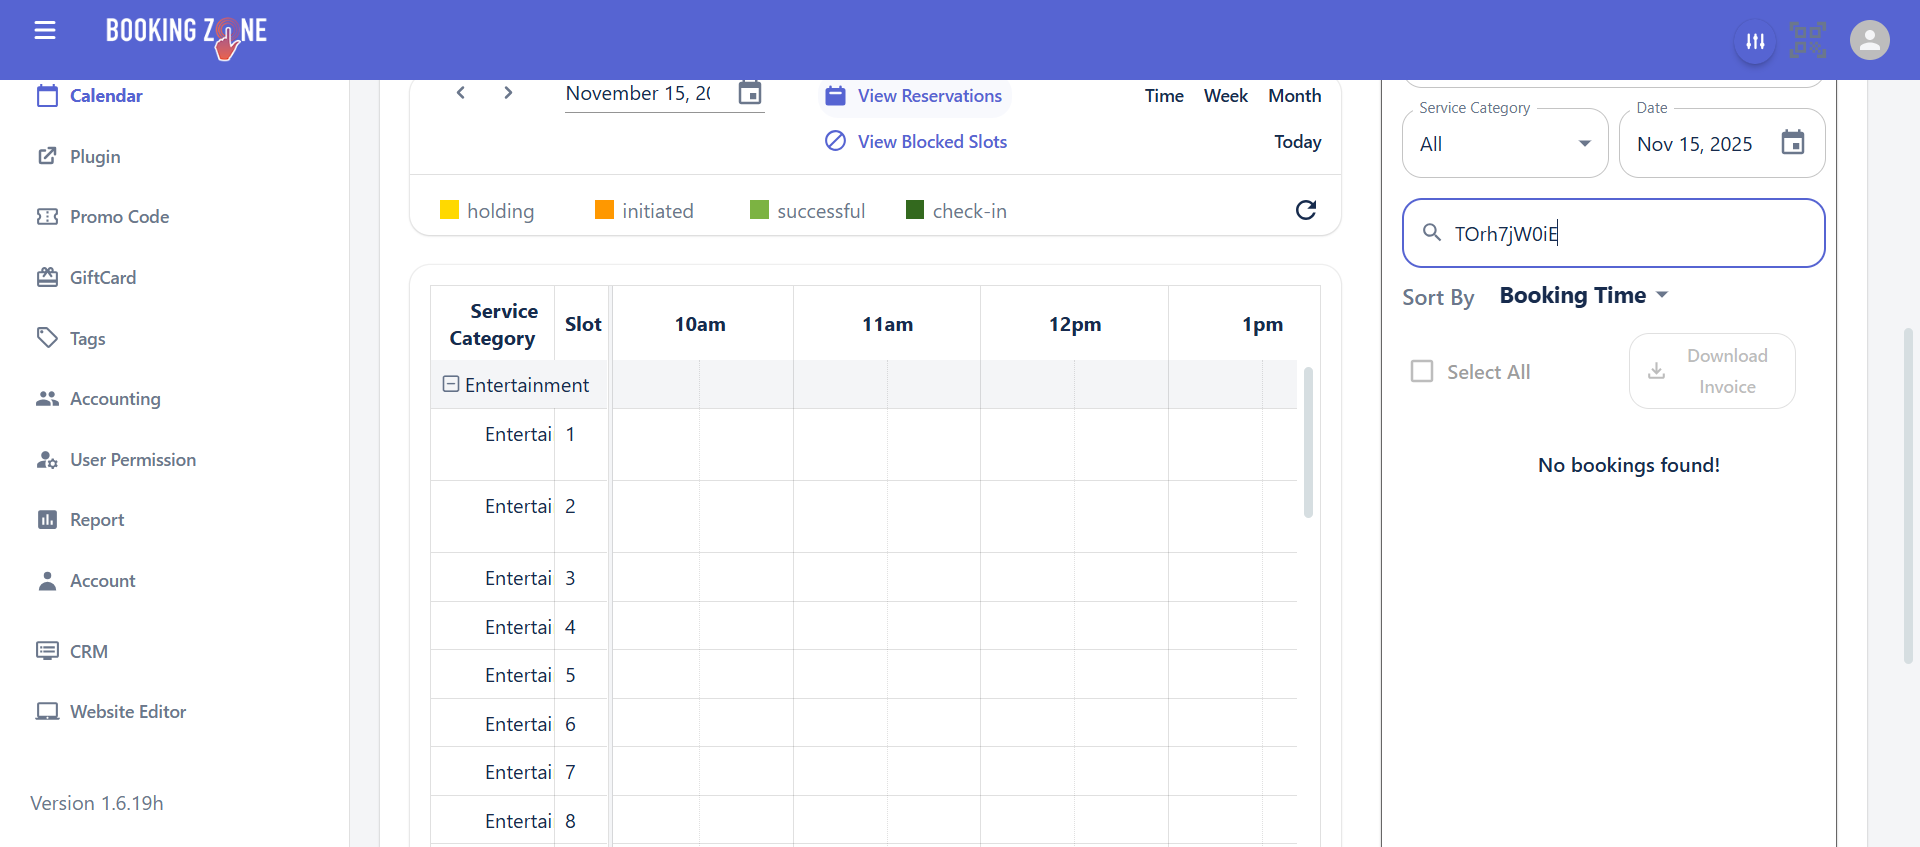 BOOKING ZONE
Calendar
Plugin
Promo Code
GiftCard
Tags
Accounting
User Permission
Report
Account
CRM
Website Editor
Version 1.6.19h
November 15, 20
View Reservations
Time Week Month
View Blocked Slots
Today
holding initiated successful check-in
Service Category Slot 10am 11am 12pm 1pm
Entertainment
Entertai 1
Entertai 2
Entertai 3
Entertai 4
Entertai 5
Entertai 6
Entertai 7
Entertai 8
Service Category
All
Date
Nov 15, 2025
TOrh7jW0iE
Sort By Booking Time
Select All
Download
Invoice
No bookings found!